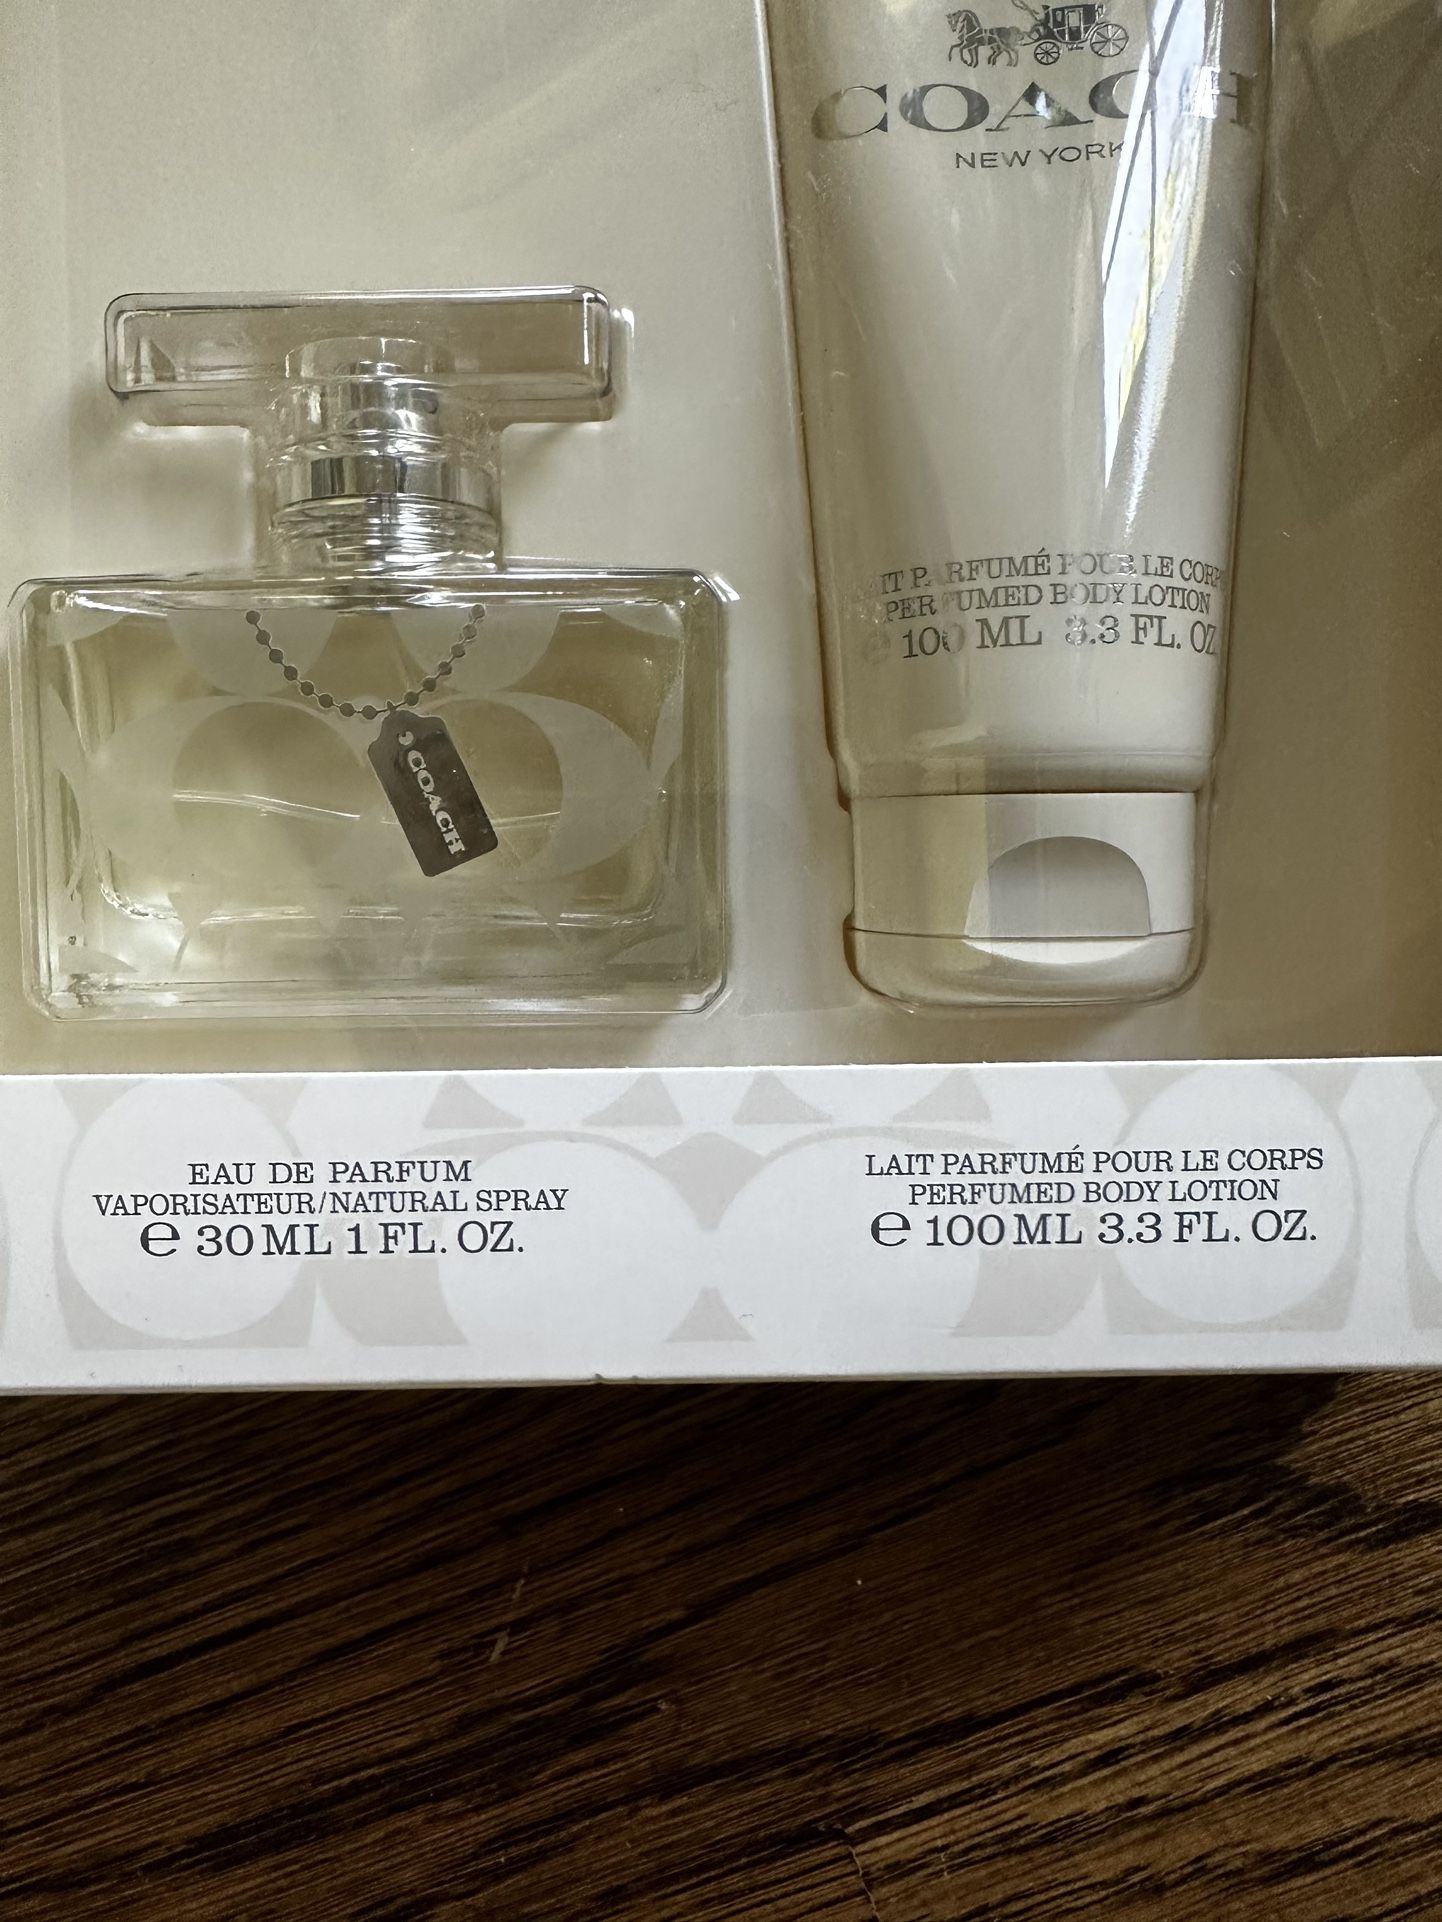 COACH
NEW YORK
LAIT PARFUMÉ POUR LE CORPS
PERFUMED BODY LOTION
e 100 ML 3.3 FL. OZ.
COACH
EAU DE PARFUM
VAPORISATEUR/NATURAL SPRAY
e 30 ML 1 FL. OZ.
LAIT PARFUMÉ POUR LE CORPS
PERFUMED BODY LOTION
e 100 ML 3.3 FL. OZ.